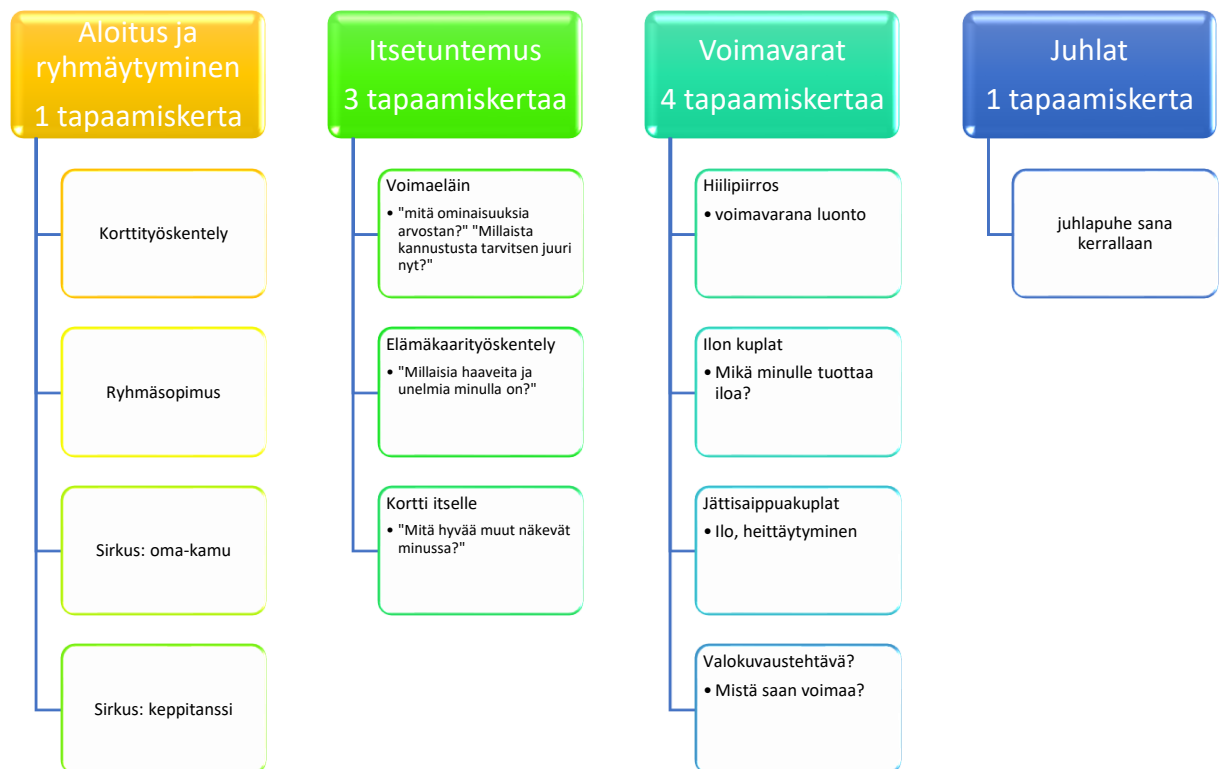 Aloitus ja
ryhmäytyminen
1 tapaamiskerta
Korttityöskentely
Ryhmäsopimus
Sirkus: oma-kamu
Sirkus: keppitanssi
Itsetuntemus
3 tapaamiskertaa
Voimaeläin
• "mitä ominaisuuksia
arvostan?" "Millaista
kannustusta tarvitsen juuri
nyt?"
Elämäkaarityöskentely
• "Millaisia haaveita ja
unelmia minulla on?"
Kortti itselle
• "Mitä hyvää muut näkevät
minussa?"
Voimavarat
4 tapaamiskertaa
Hiilipiirros
• voimavarana luonto
Ilon kuplat
• Mikä minulle tuottaa
iloa?
Jättisaippuakuplat
• Ilo, heittäytyminen
Valokuvaustehtävä?
• Mistä saan voimaa?
Juhlat
1 tapaamiskerta
juhlapuhe sana
kerrallaan